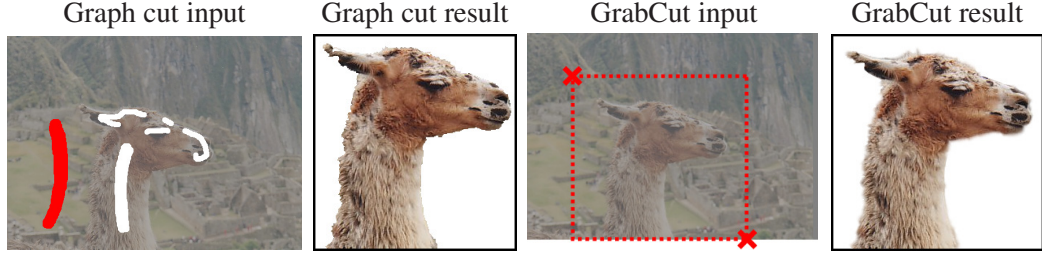 Graph cut input
Graph cut result
GrabCut input
GrabCut result